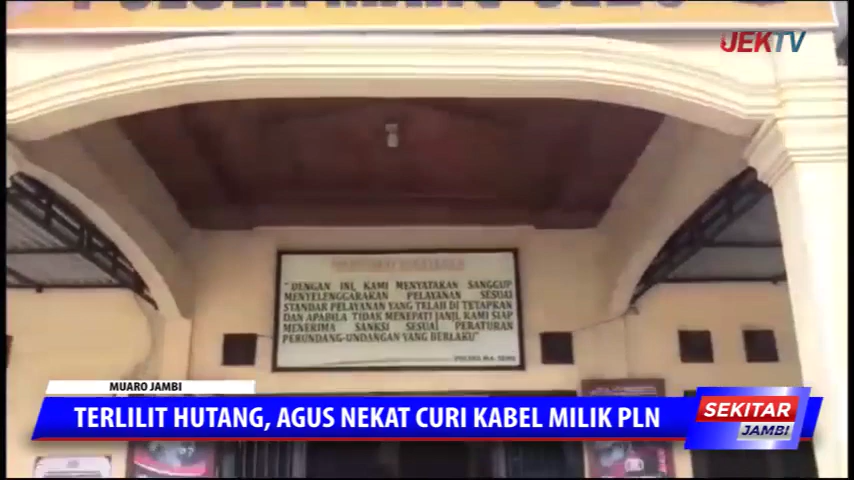 JEKTV
"DENGAN INI, KAMI MENYATAKAN SANGGUP
MENYELENGGARAKAN PELAYANAN SESUAI
STANDAR PELAYANAN YANG TELAH DI TETAPKAN
DAN APABILA TIDAK MENEPATI JANJI, KAMI SIAP
MENERIMA SANKSI SESUAI PERATURAN
PERUNDANG-UNDANGAN YANG BERLAKU"
MUARO JAMBI
TERLILIT HUTANG, AGUS NEKAT CURI KABEL MILIK PLN
SEKITAR
JAMBI